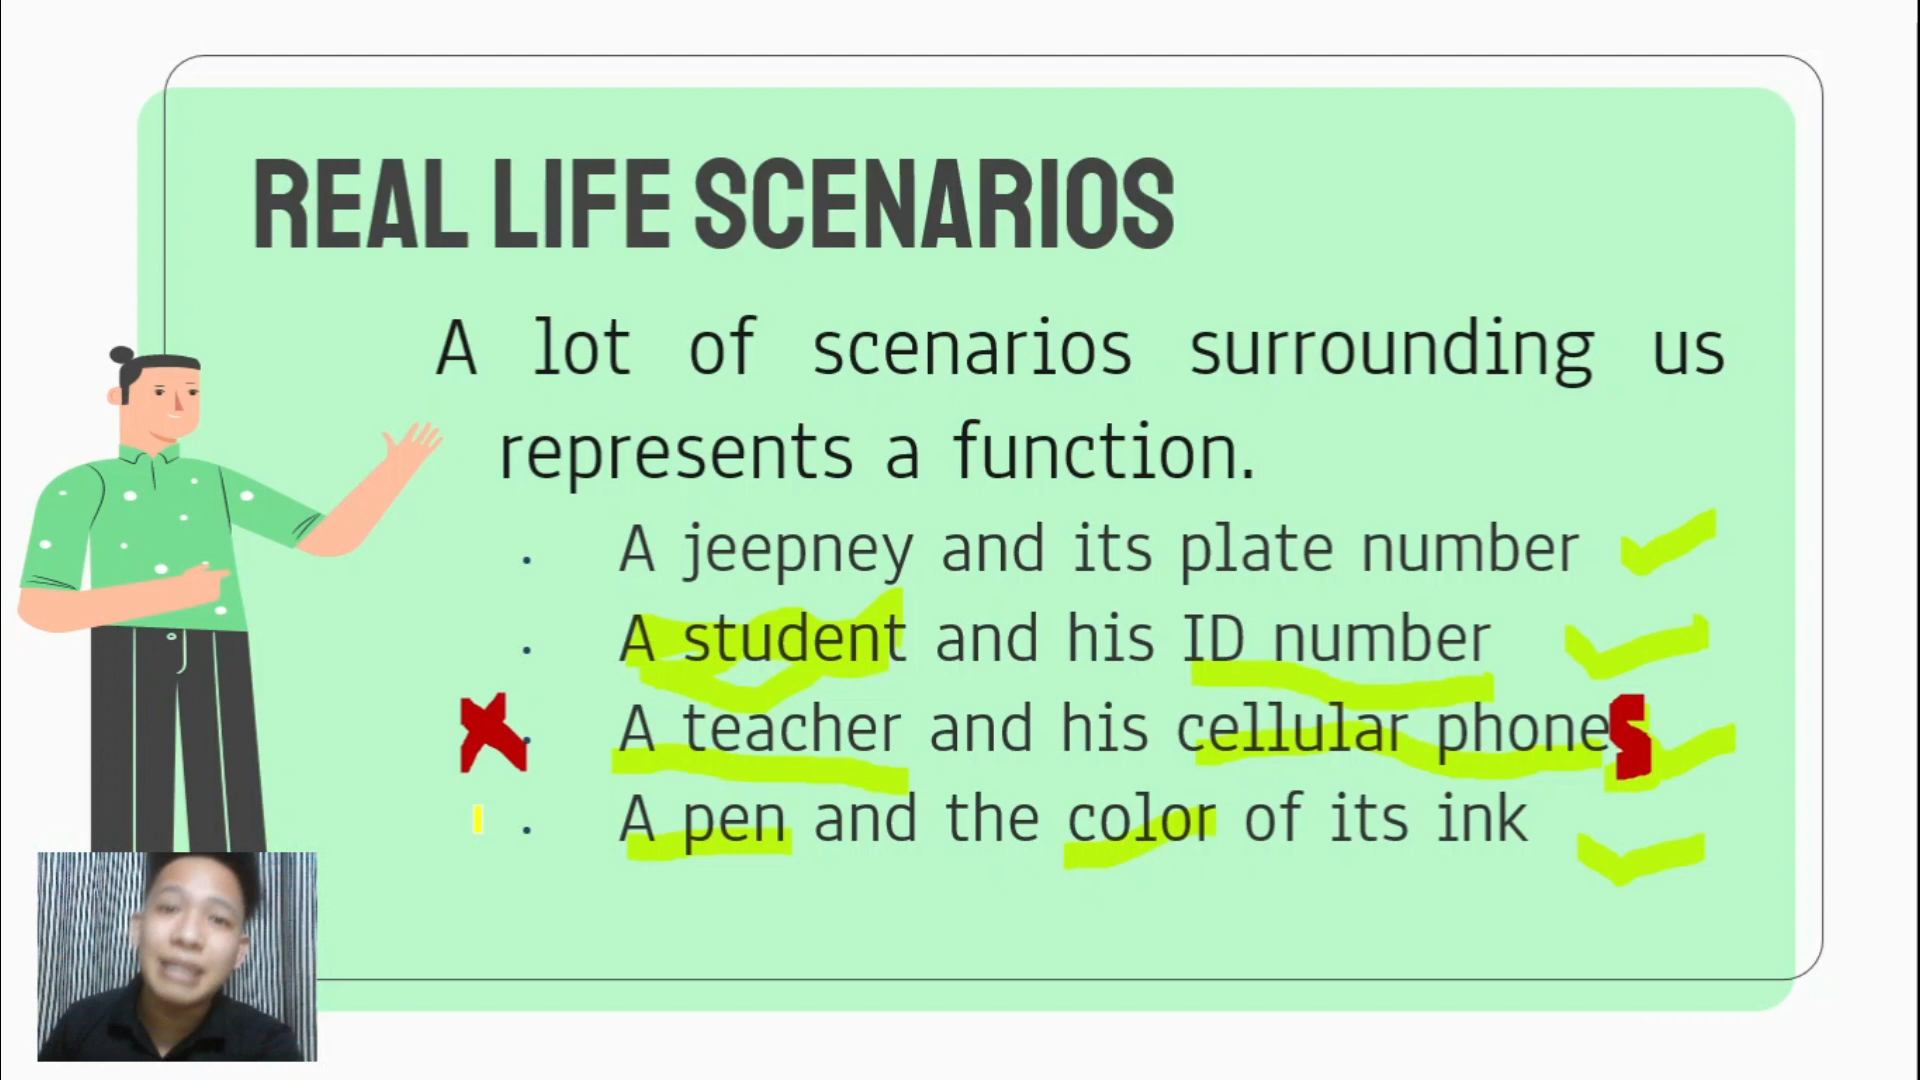 REAL LIFE SCENARIOS
A lot of scenarios surrounding us
represents a function.
. A jeepney and its plate number
. A student and his ID number
. A teacher and his cellular phones
. A pen and the color of its ink